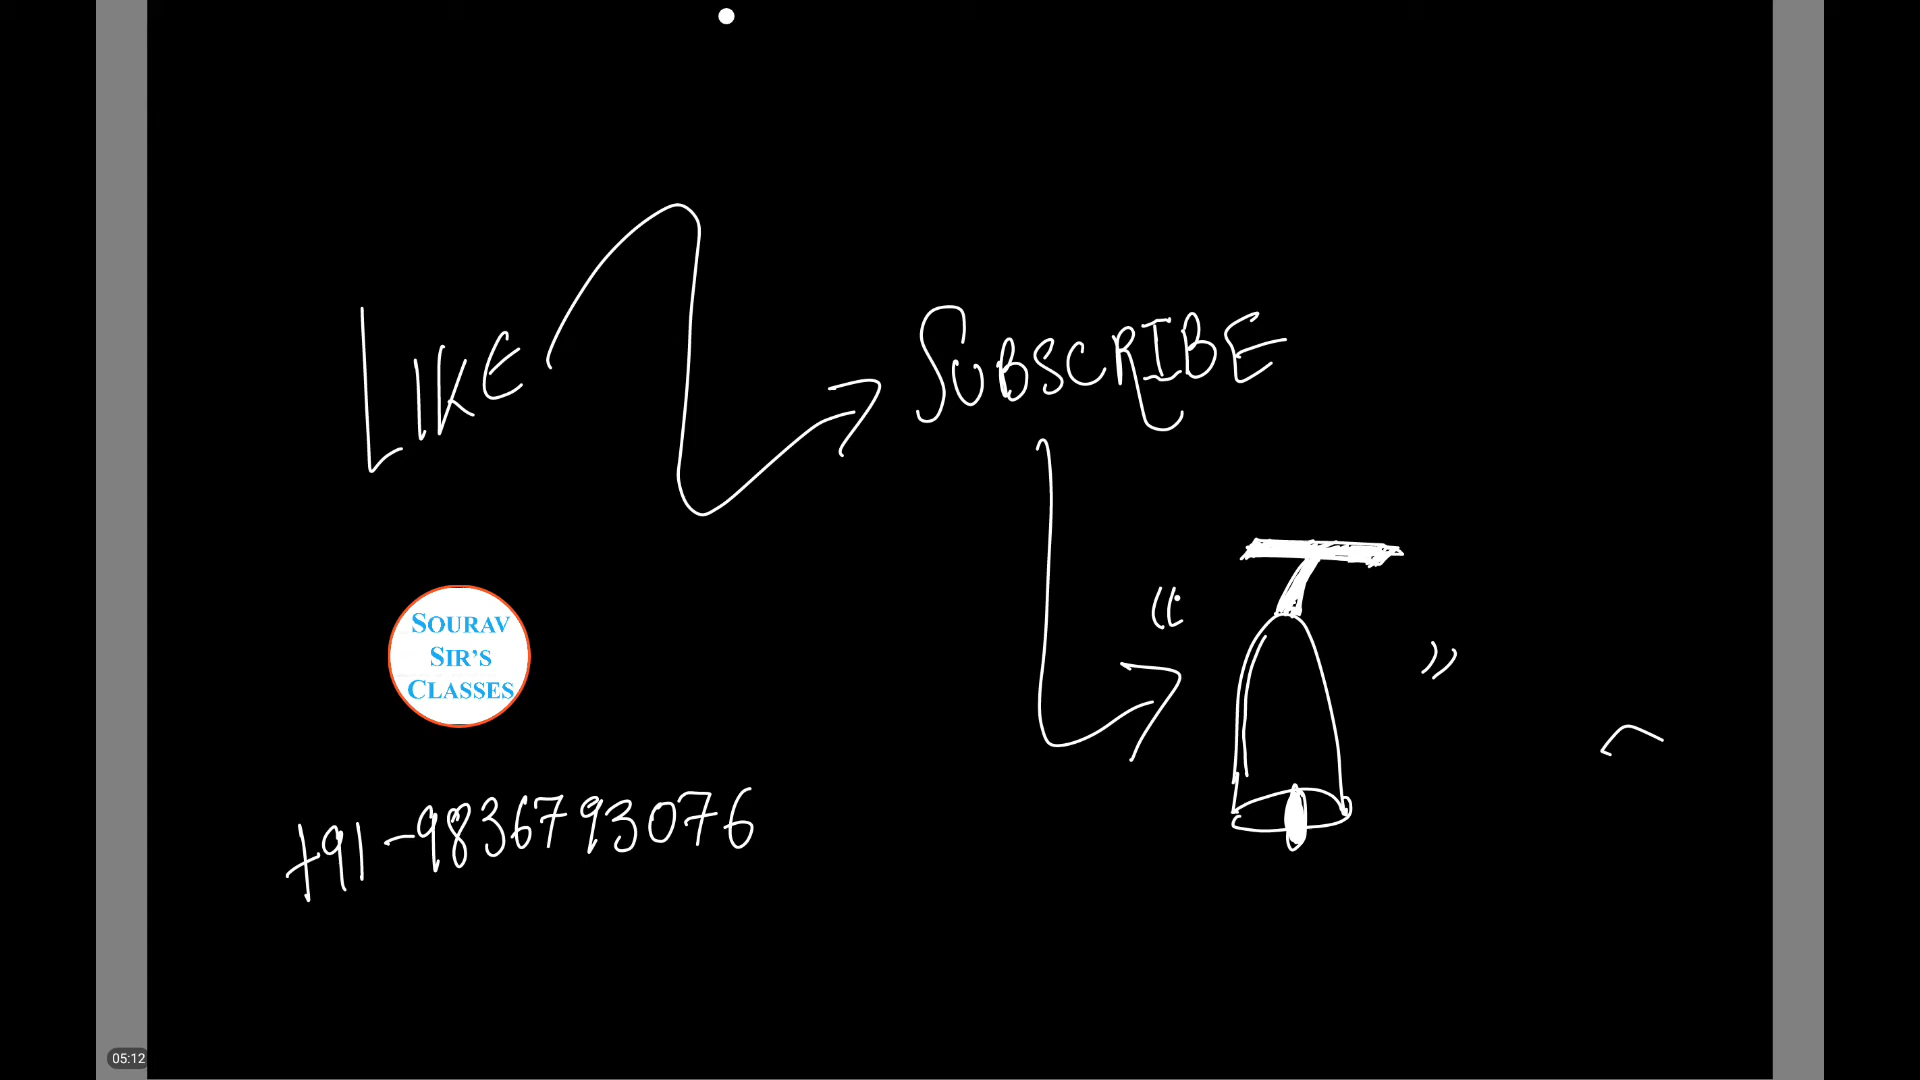 LIKE
SUBSCRIBE
SOURAV
SIR'S
CLASSES
“ ”
+91-9836793076
05:12